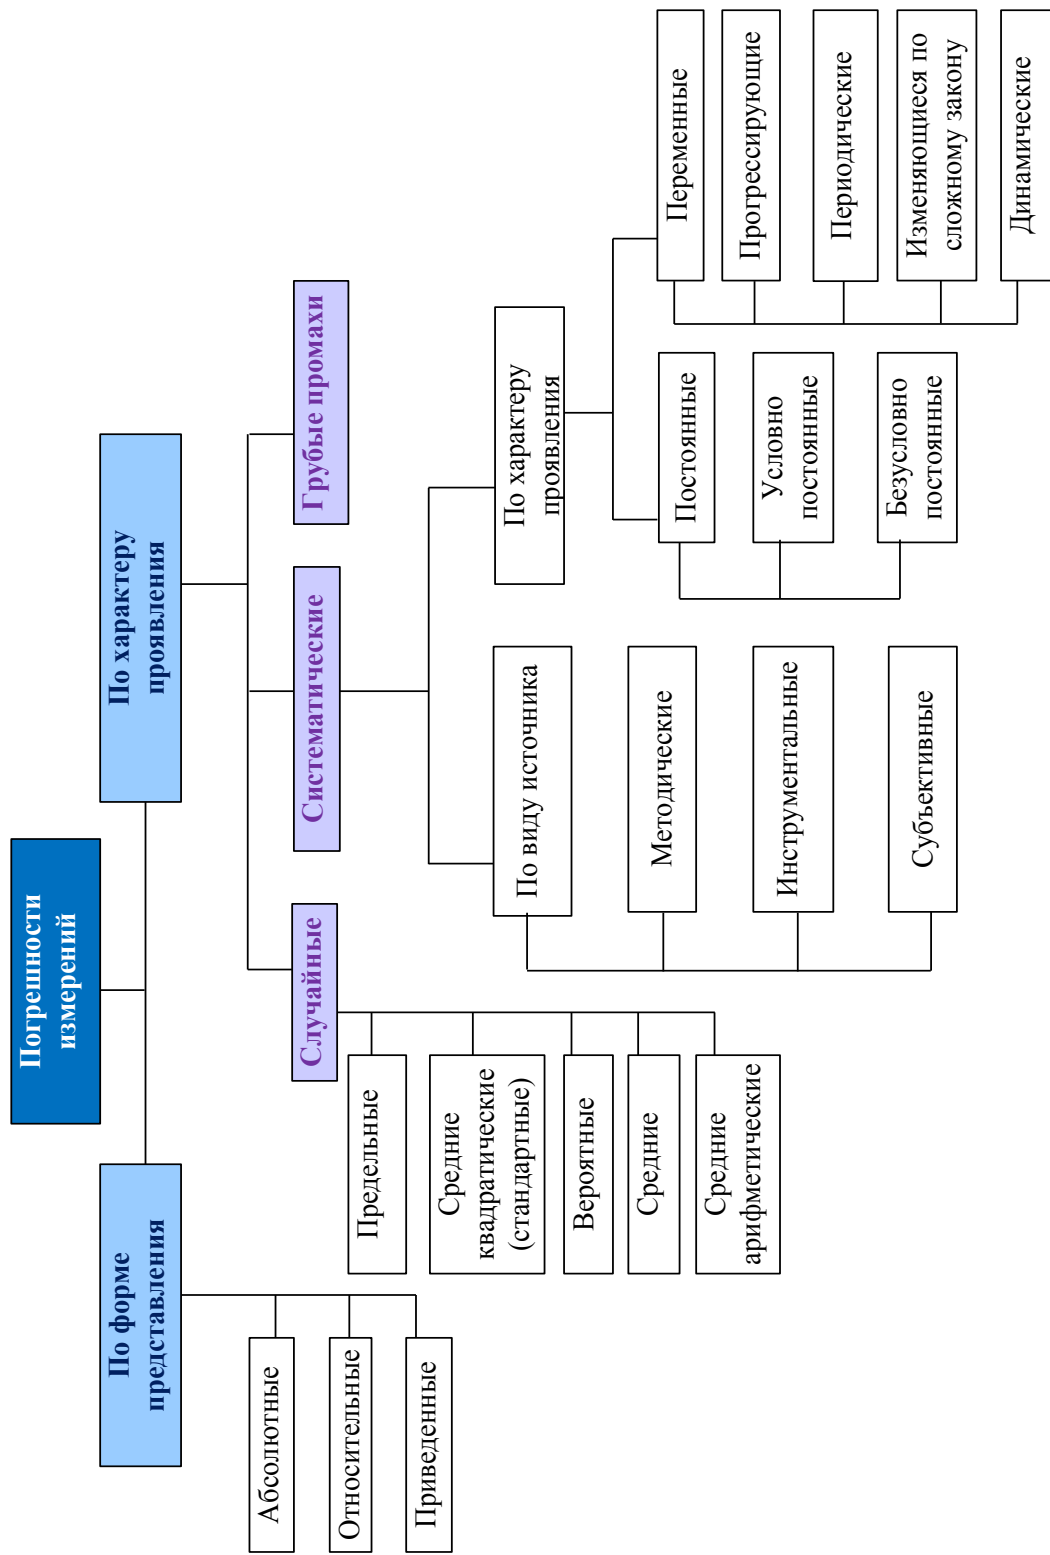 Погрешности
измерений
По форме
представления
По характеру
проявления
Абсолютные
Относительные
Приведенные
Случайные
Систематические
Грубые промахи
Предельные
Средние
квадратические
(стандартные)
Вероятные
Средние
Средние
арифметические
По виду источника
Методические
Инструментальные
Субъективные
По характеру
проявления
Постоянные
Условно
постоянные
Безусловно
постоянные
Переменные
Прогрессирующие
Периодические
Изменяющиеся по
сложному закону
Динамические